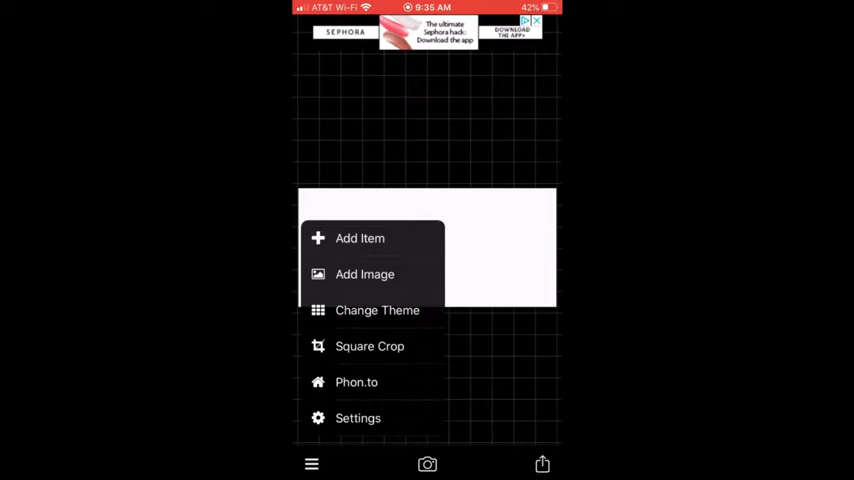 AT&T Wi-Fi 9:35 AM 42%
SEPHORA
The ultimate
Sephora hack:
Download the app
DOWNLOAD
THE APP▸
Add Item
Add Image
Change Theme
Square Crop
Phon.to
Settings